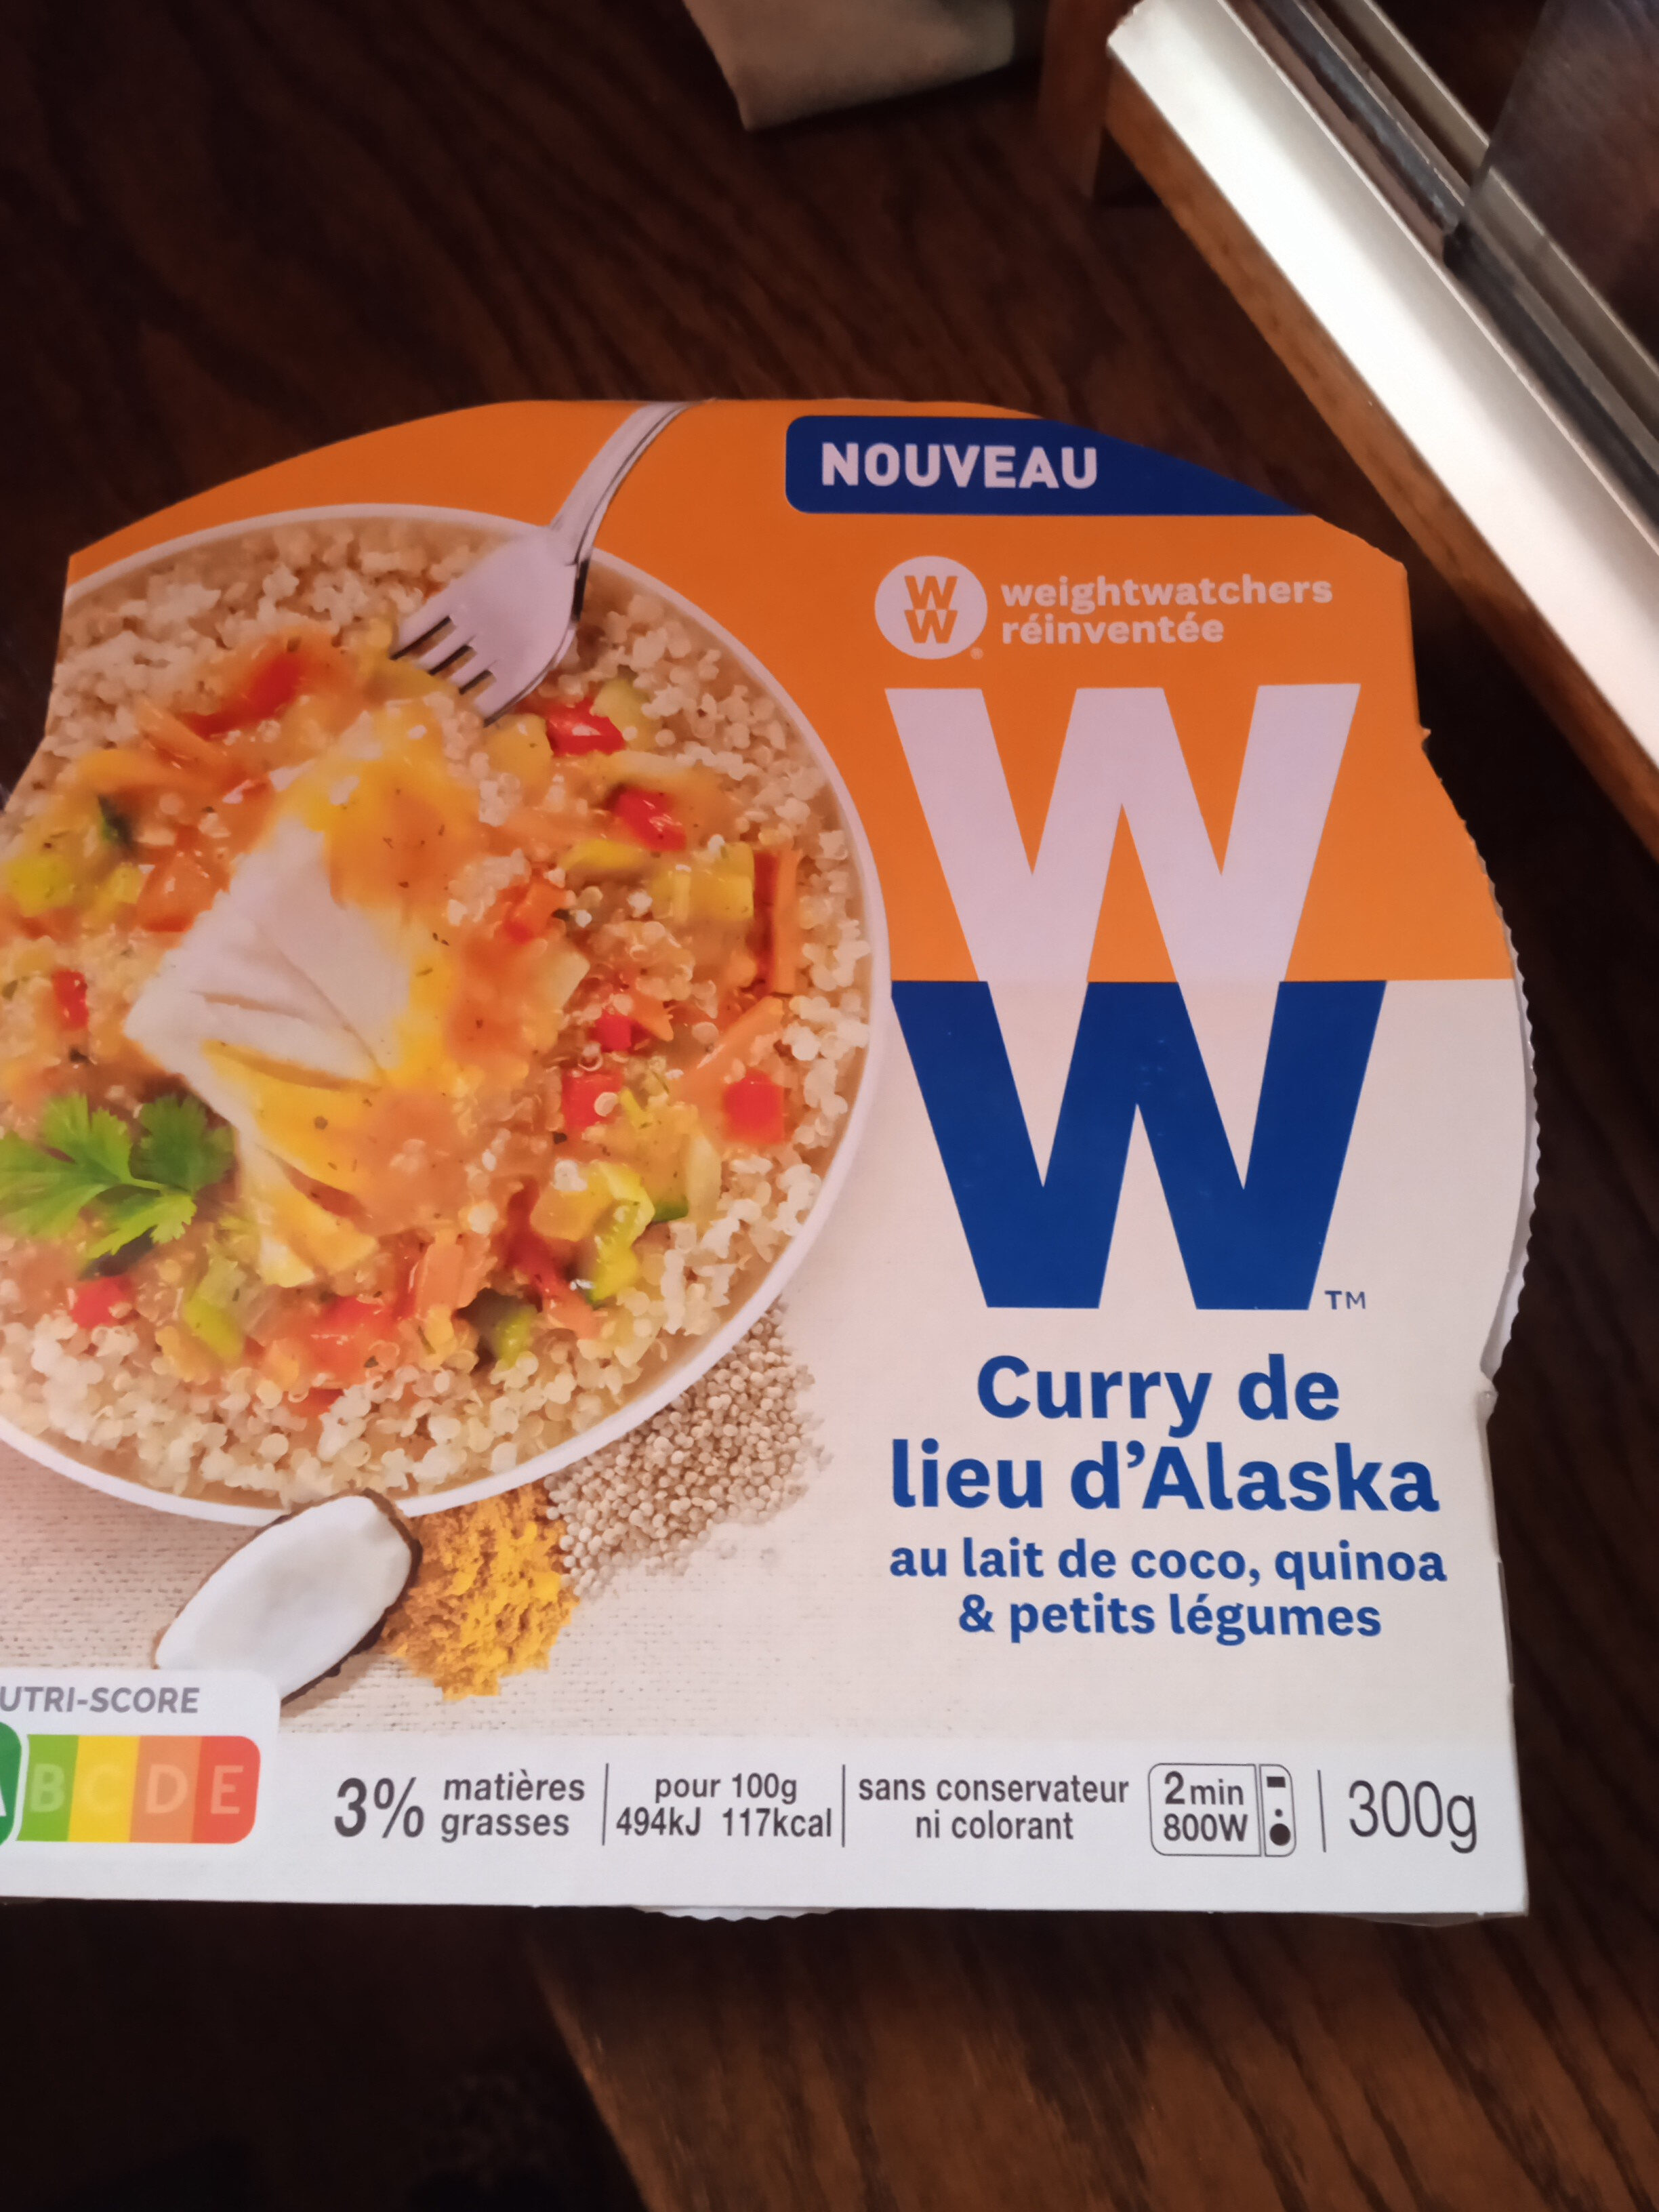 NOUVEAU
WW® weightwatchers
réinventée
W
W™
Curry de
lieu d'Alaska
au lait de coco, quinoa
& petits légumes
UTRI-SCORE
A B C D E
3% matières grasses
pour 100g
494kJ 117kcal
sans conservateur
ni colorant
2min
800W
300g